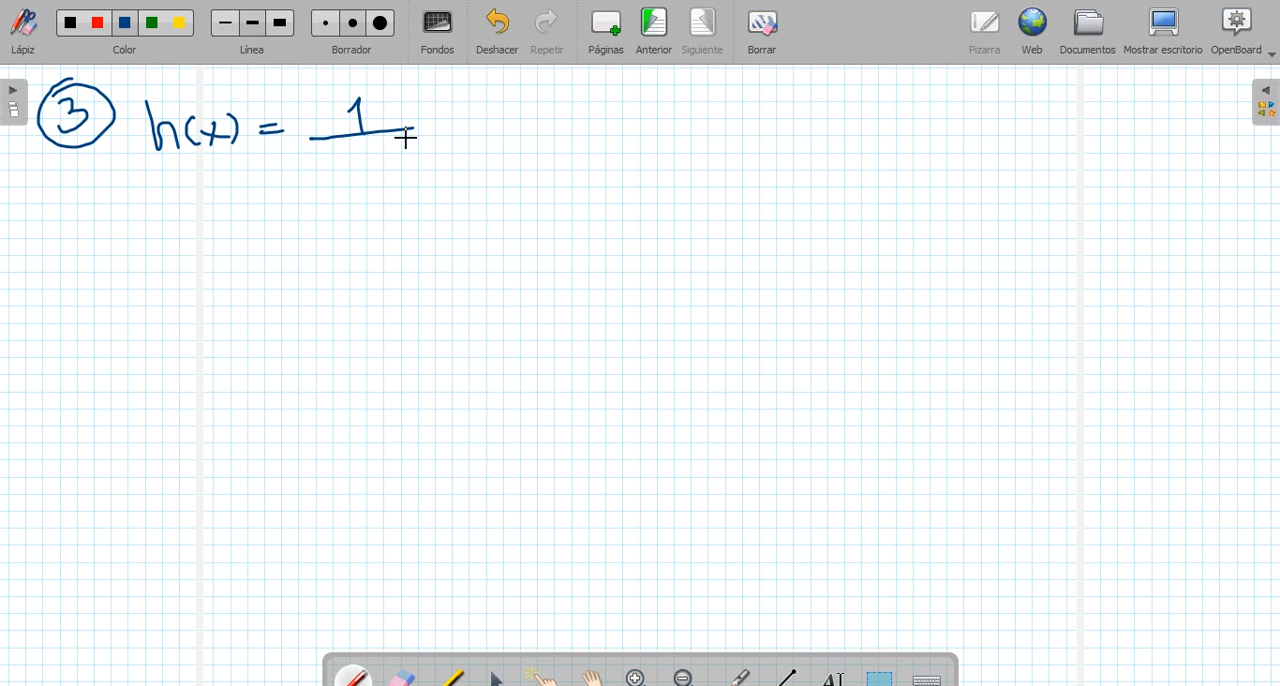 Lápiz Color Línea Borrador Fondos Deshacer Repetir Páginas Anterior Siguiente Borrar Pizarra Web Documentos Mostrar escritorio OpenBoard
③ h(x) = 1/